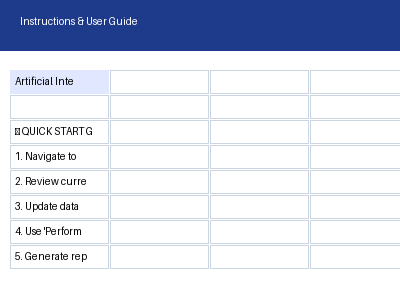 Instructions & User Guide
Artificial Inte
QUICK START G
1. Navigate to
2. Review curre
3. Update data
4. Use 'Perform
5. Generate rep